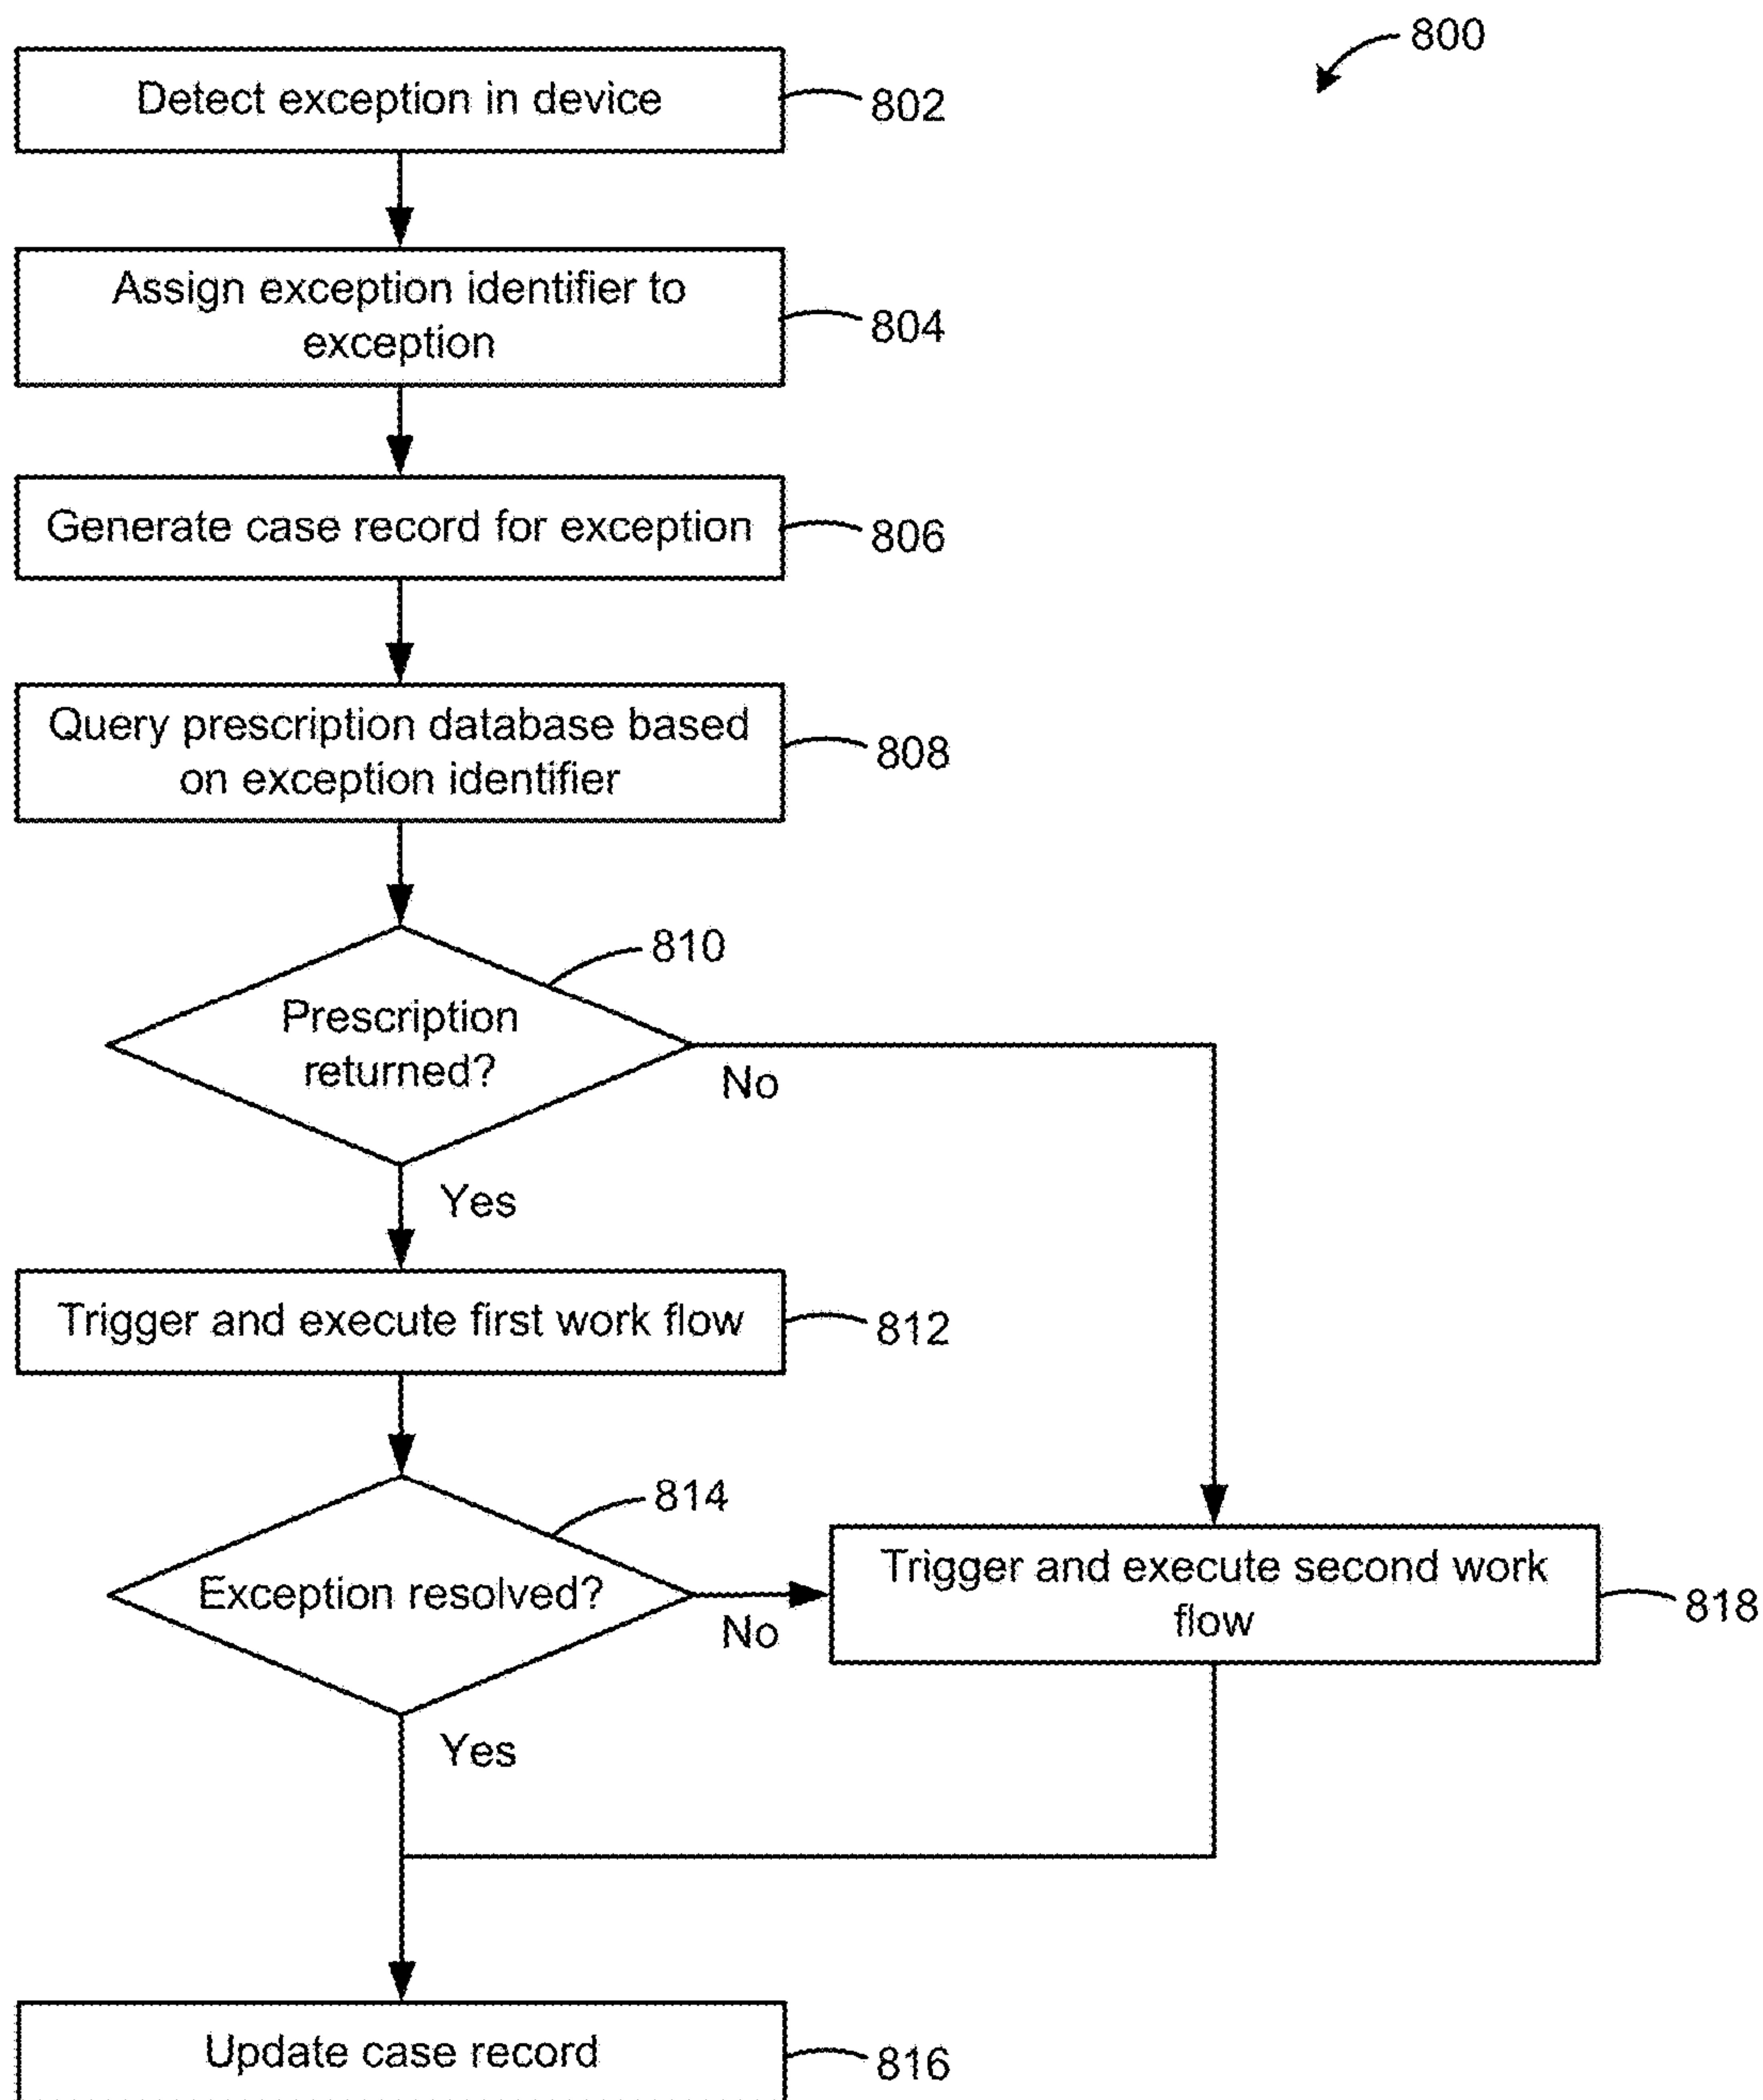 800
Detect exception in device
802
Assign exception identifier to
exception
804
Generate case record for exception
806
Query prescription database based
on exception identifier
808
810
Prescription
returned?
No
Yes
Trigger and execute first work flow
812
814
Exception resolved?
No
Trigger and execute second work
flow
818
Yes
Update case record
816